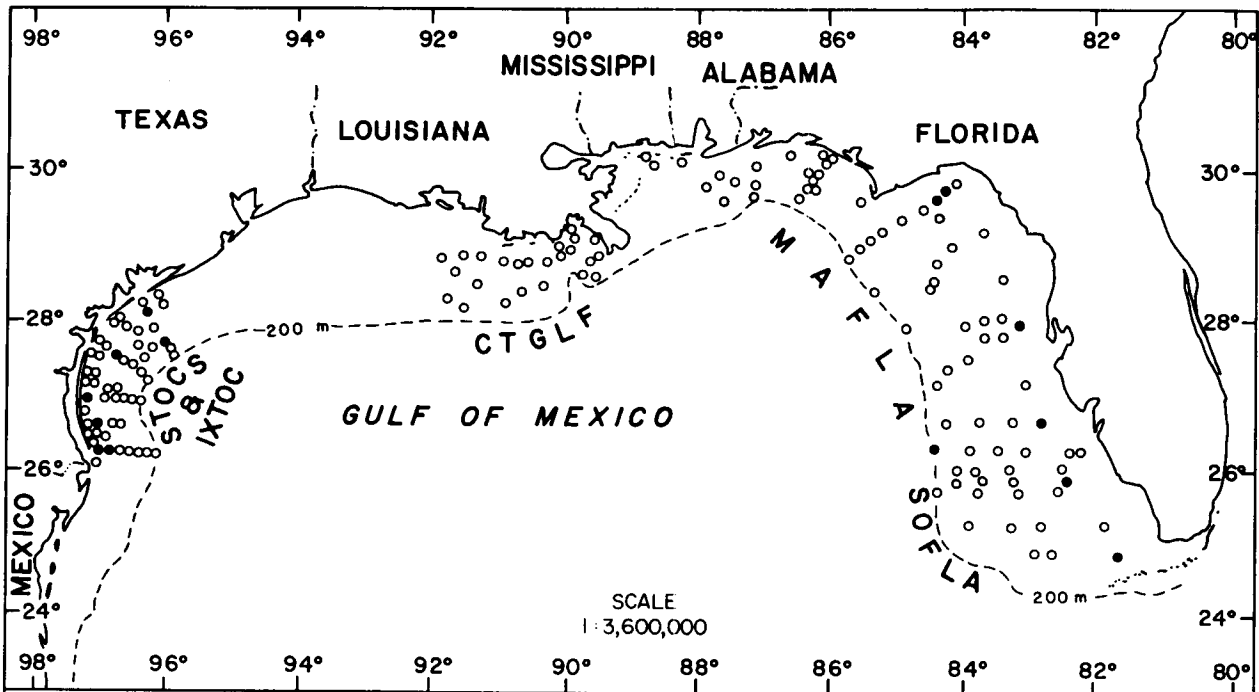 98° 96° 94° 92° 90° 88° 86° 84° 82° 80°
MISSISSIPPI ALABAMA
TEXAS LOUISIANA FLORIDA
30° 30°
MAFLA
28° 200 m 28°
CTGLF
STOCS
&
IXTOC
GULF OF MEXICO
26° 26°
MEXICO
SOFLA
SCALE
1:3,600,000
200 m
24° 24°
98° 96° 94° 92° 90° 88° 86° 84° 82° 80°